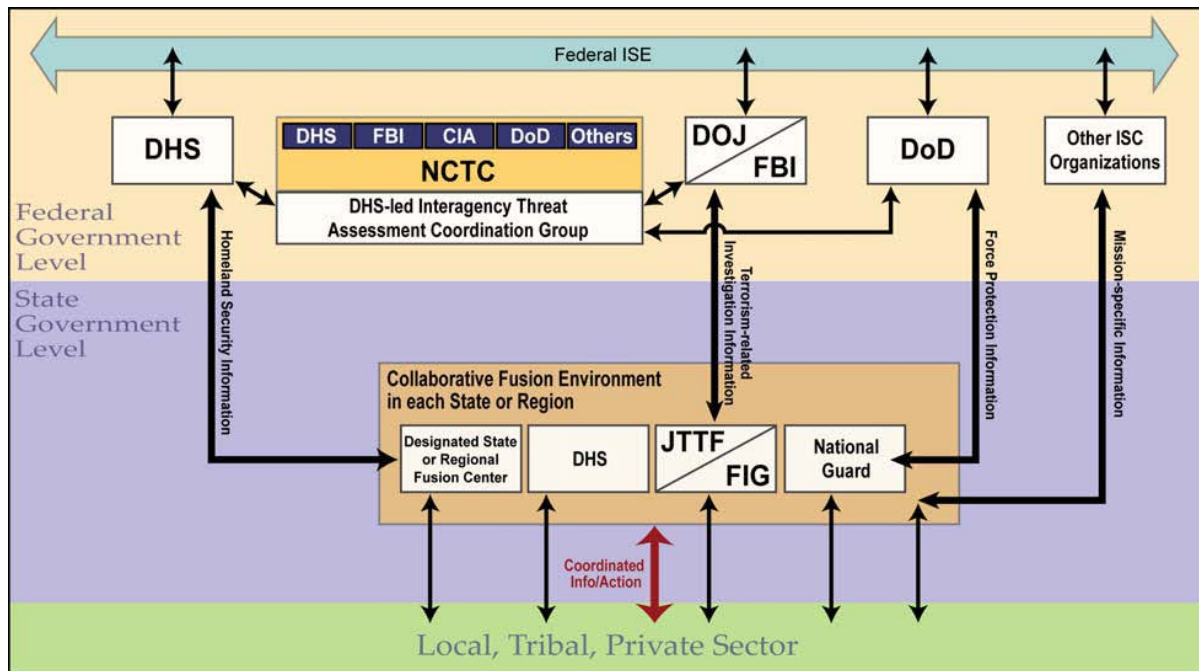 Federal ISE
DHS
DHS FBI CIA DoD Others
NCTC
DHS-led Interagency Threat
Assessment Coordination Group
DOJ
FBI
DoD
Other ISC
Organizations
Federal
Government
Level
State
Government
Level
Homeland Security Information
Terrorism-related
Investigation Information
Force Protection Information
Mission-specific Information
Collaborative Fusion Environment
in each State or Region
Designated State
or Regional
Fusion Center
DHS
JTTF
FIG
National
Guard
Coordinated
Info/Action
Local, Tribal, Private Sector